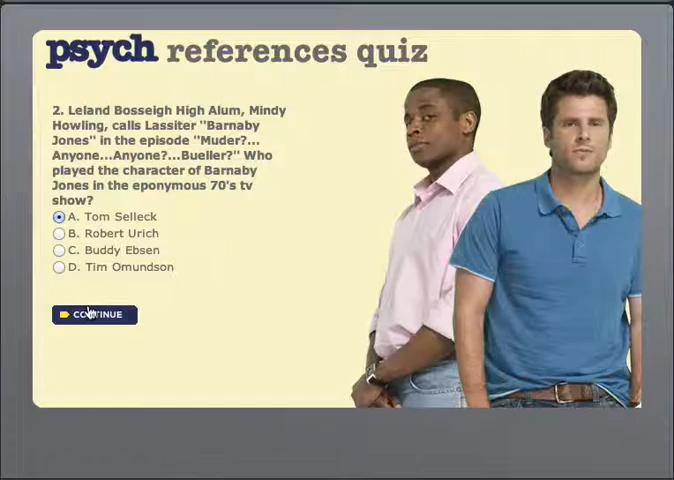 psych references quiz
2. Leland Bosseigh High Alum, Mindy
Howling, calls Lassiter "Barnaby
Jones" in the episode "Muder?...
Anyone...Anyone?...Bueller?" Who
played the character of Barnaby
Jones in the eponymous 70's tv
show?
A. Tom Selleck
B. Robert Urich
C. Buddy Ebsen
D. Tim Omundson
CONTINUE